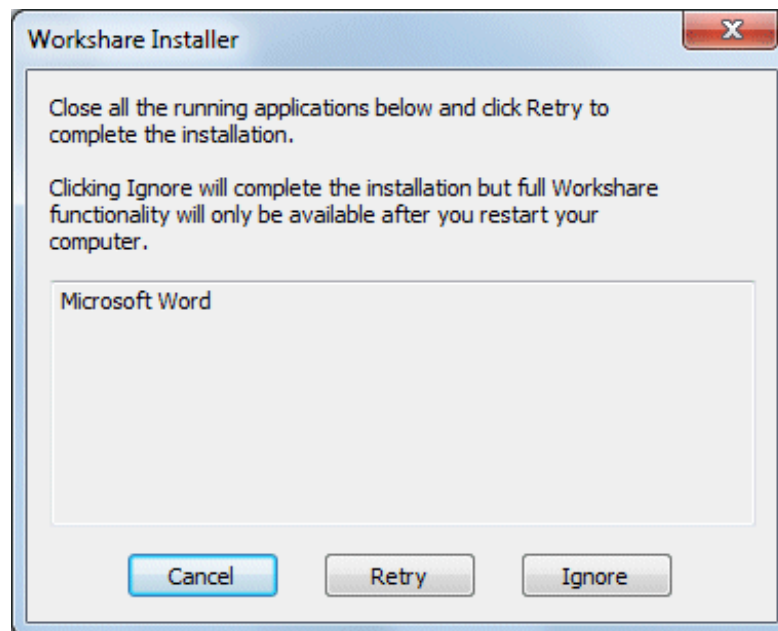 Workshare Installer
Close all the running applications below and click Retry to
complete the installation.
Clicking Ignore will complete the installation but full Workshare
functionality will only be available after you restart your
computer.
Microsoft Word
Cancel
Retry
Ignore